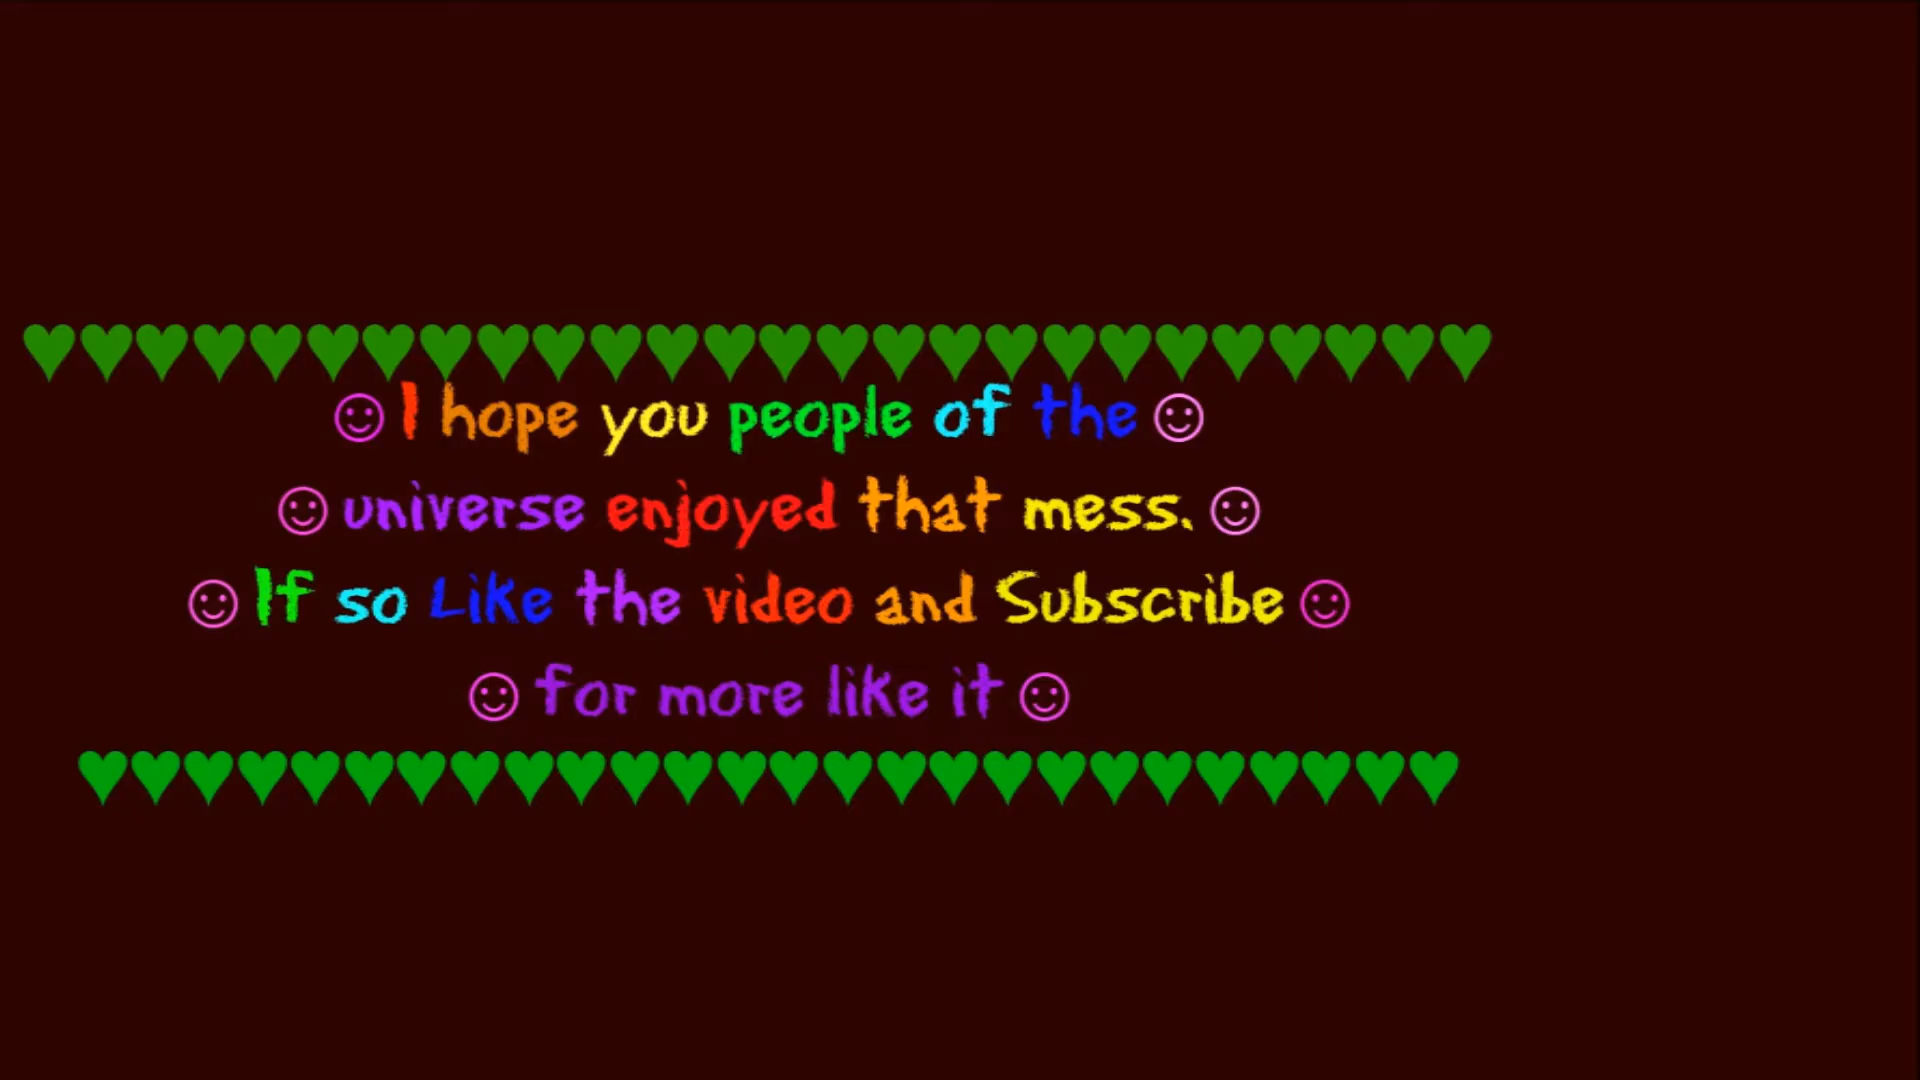 ♥♥♥♥♥♥♥♥♥♥♥♥♥♥♥♥♥♥♥♥♥♥♥♥♥♥
☺I hope you people of the☺
☺universe enjoyed that mess.☺
☺If so Like the video and Subscribe☺
☺for more like it☺
♥♥♥♥♥♥♥♥♥♥♥♥♥♥♥♥♥♥♥♥♥♥♥♥♥♥